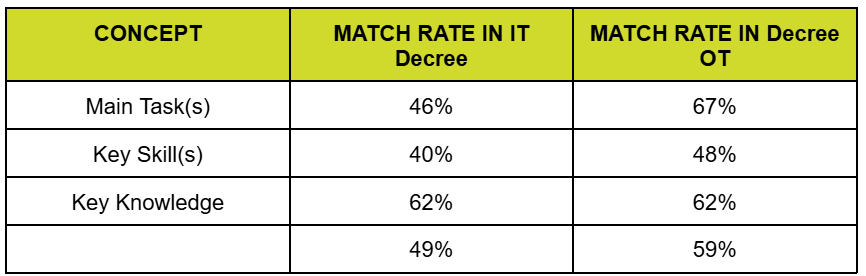 CONCEPT
MATCH RATE IN IT
Decree
MATCH RATE IN Decree
OT
Main Task(s)
46%
67%
Key Skill(s)
40%
48%
Key Knowledge
62%
62%
49%
59%